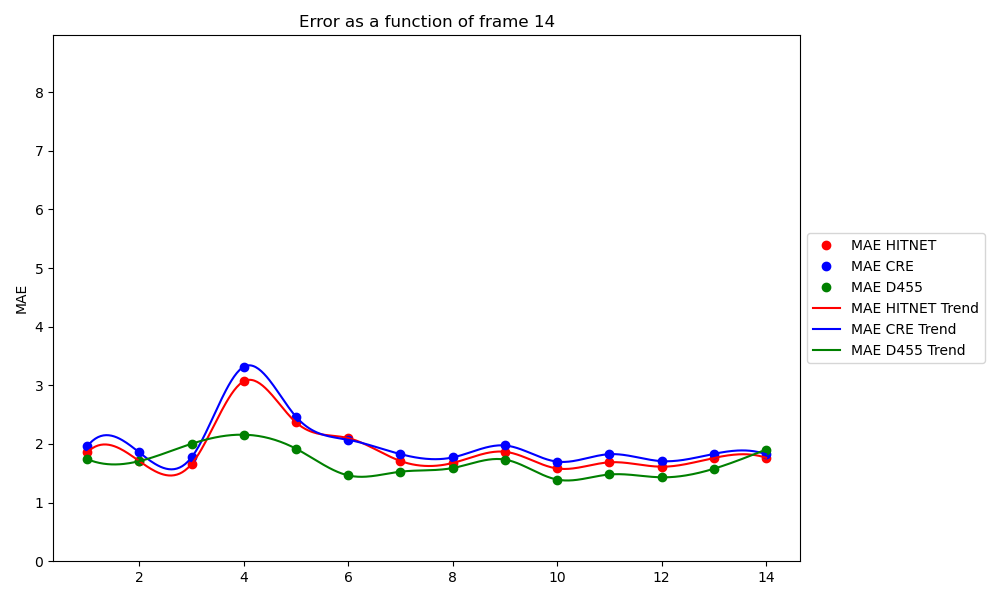 Error as a function of frame 14
MAE
8
7
6
5
4
3
2
1
0
2 4 6 8 10 12 14
MAE HITNET
MAE CRE
MAE D455
MAE HITNET Trend
MAE CRE Trend
MAE D455 Trend